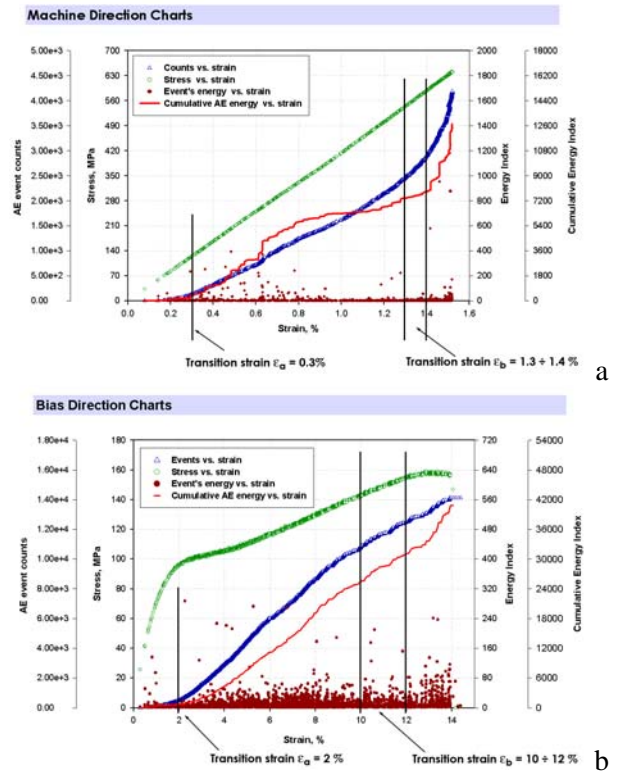 Machine Direction Charts
5.00e+3 700 2000 18000
4.50e+3 630 1800 16200
4.00e+3 560 1600 14400
3.50e+3 490 1400 12600
3.00e+3 420 1200 10800
2.50e+3 350 1000 9000
2.00e+3 280 800 7200
1.50e+3 210 600 5400
1.00e+3 140 400 3600
5.00e+2 70 200 1800
0.00 0 0 0
AE event counts
Stress, MPa
Counts vs. strain
Stress vs. strain
Event's energy vs. strain
Cumulative AE energy vs. strain
Energy Index
Cumulative Energy Index
0.0 0.2 0.4 0.6 0.8 1.0 1.2 1.4 1.6
Strain, %
Transition strain εa = 0.3%
Transition strain εb = 1.3 ÷ 1.4 %
a
Bias Direction Charts
1.80e+4 180 720 54000
1.60e+4 160 640 48000
1.40e+4 140 560 42000
1.20e+4 120 480 36000
1.00e+4 100 400 30000
8.00e+3 80 320 24000
6.00e+3 60 240 18000
4.00e+3 40 160 12000
2.00e+3 20 80 6000
0.00 0 0 0
AE event counts
Stress, MPa
Events vs. strain
Stress vs. strain
Event's energy vs. strain
Cumulative AE energy vs. strain
Energy Index
Cumulative Energy Index
0 2 4 6 8 10 12 14
Strain, %
Transition strain εa = 2 %
Transition strain εb = 10 ÷ 12 %
b